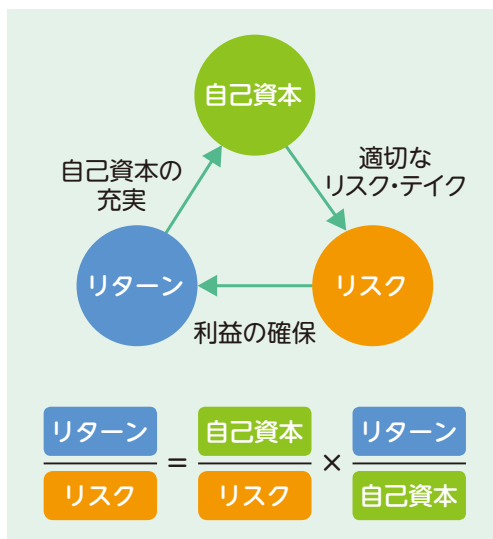 自己資本
自己資本の
充実
適切な
リスク・テイク
リターン
リスク
利益の確保
リターン
リスク
=
自己資本
リスク
×
リターン
自己資本